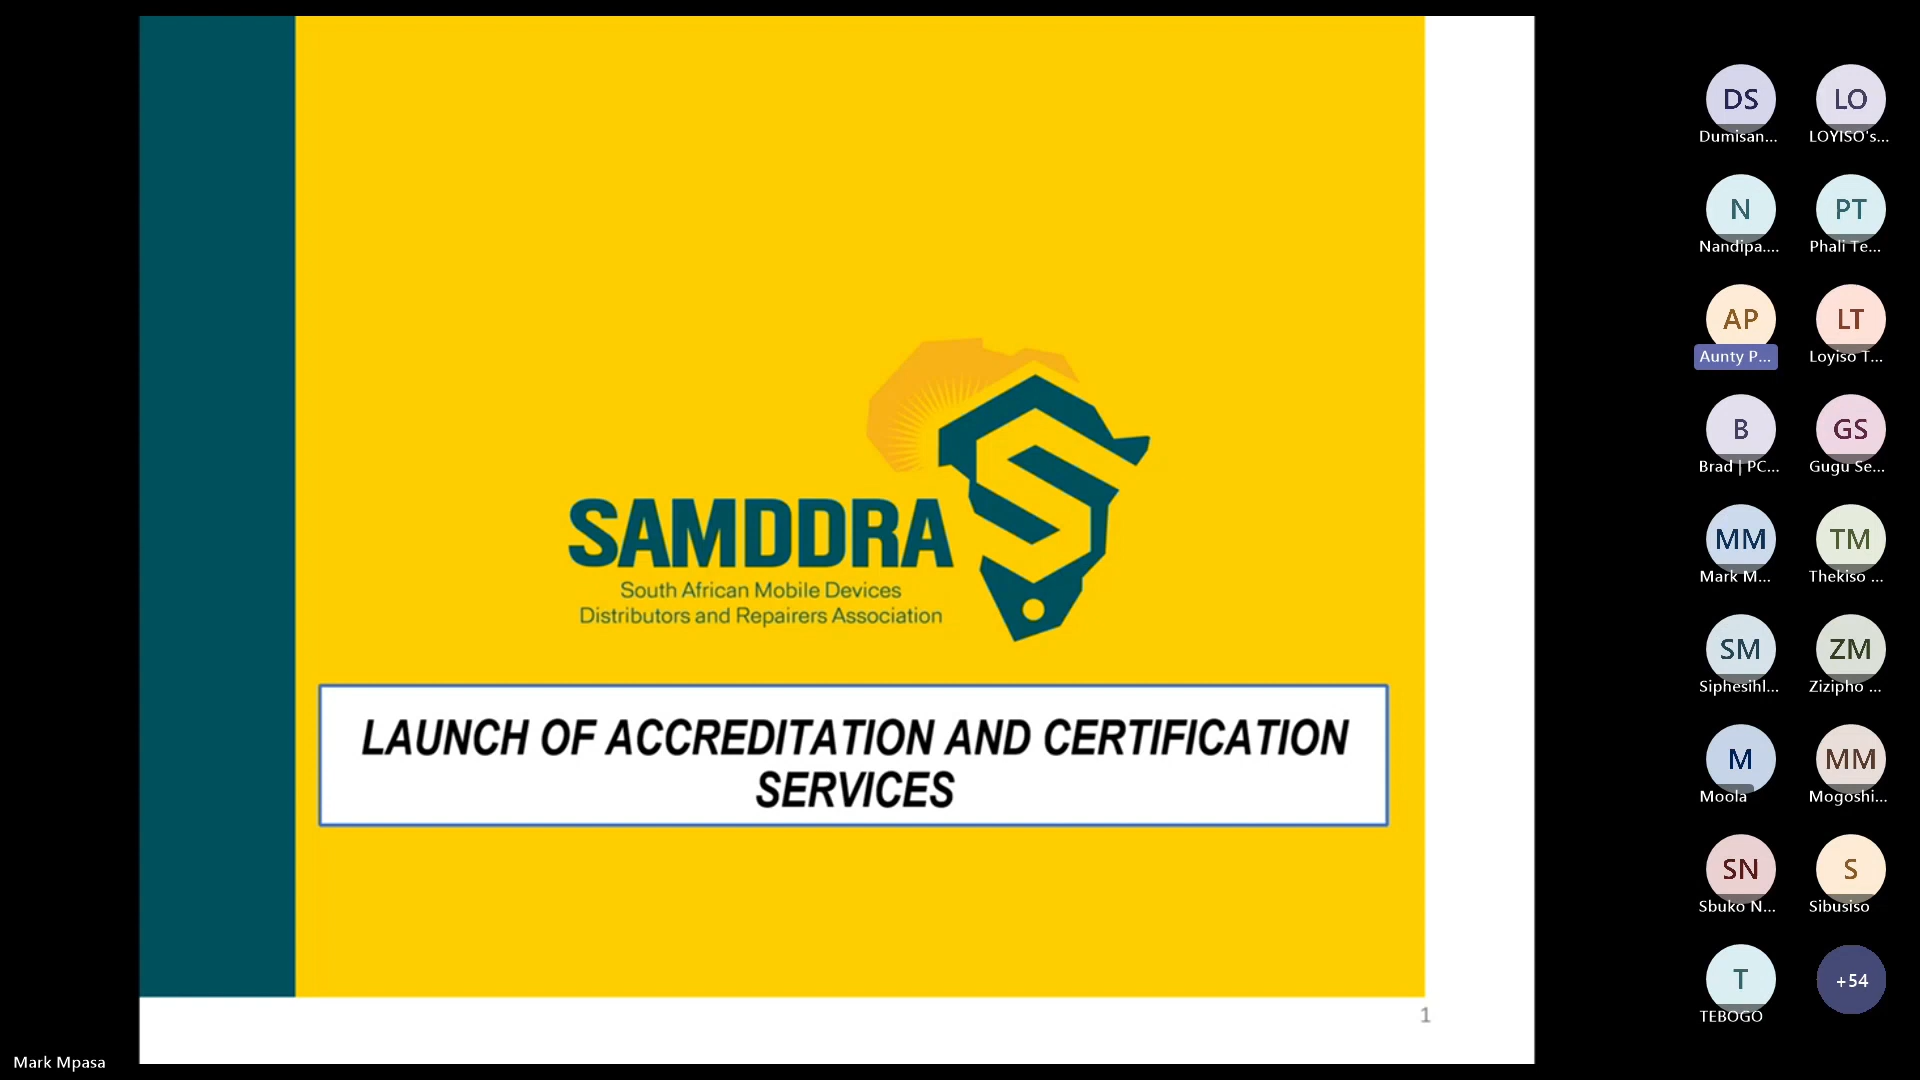 SAMDDRA
South African Mobile Devices
Distributors and Repairers Association
LAUNCH OF ACCREDITATION AND CERTIFICATION
SERVICES
1
Mark Mpasa
DS
LO
Dumisan...
LOYISO's...
N
PT
Nandipa....
Phali Te...
AP
LT
Aunty P...
Loyiso T...
B
GS
Brad | PC...
Gugu Se...
MM
TM
Mark M...
Thekiso ...
SM
ZM
Siphesihl...
Zizipho ...
M
MM
Moola
Mogoshi...
SN
S
Sbuko N...
Sibusiso
T
+54
TEBOGO